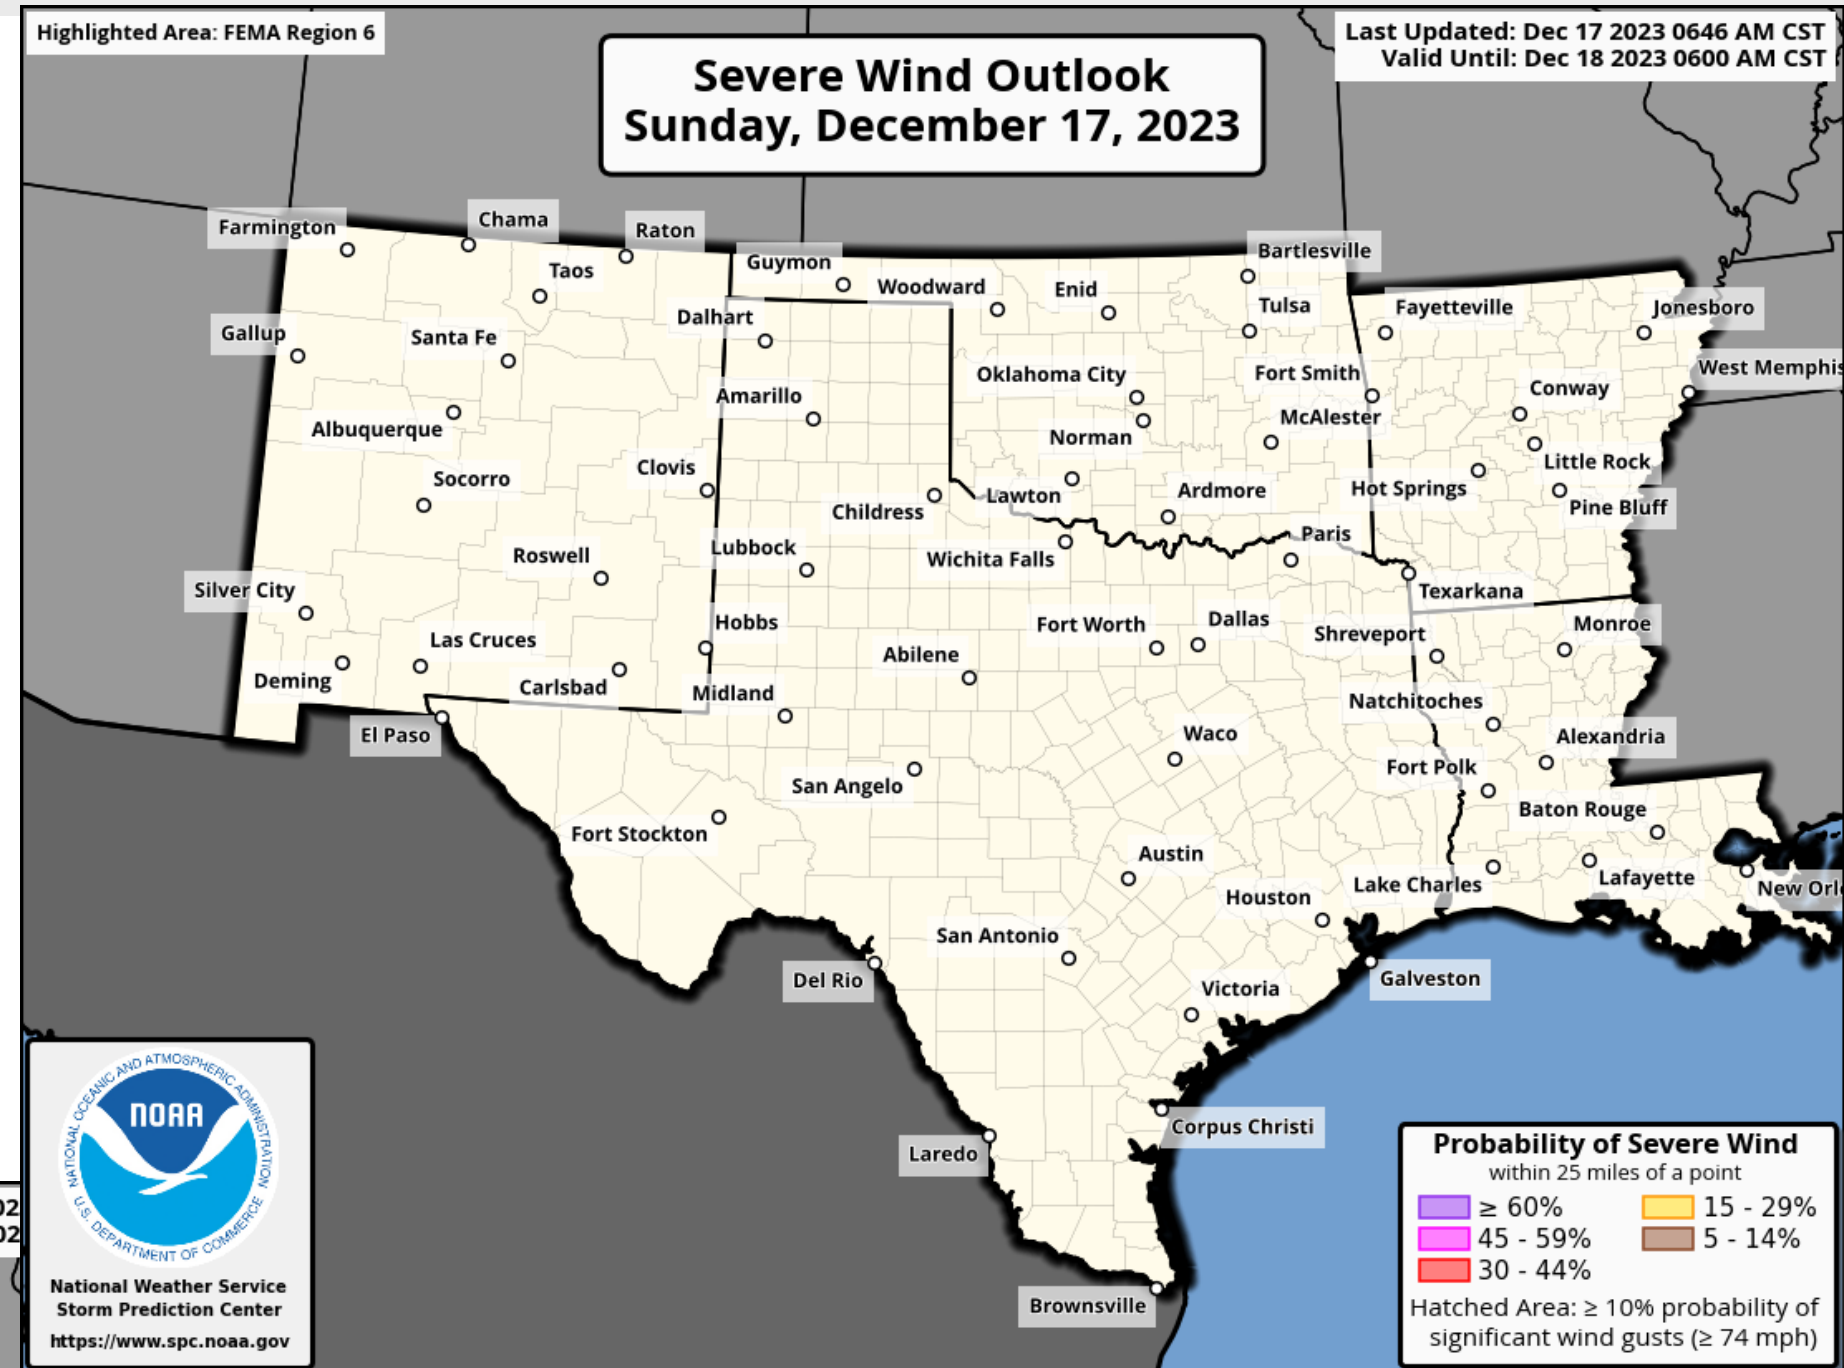 Highlighted Area: FEMA Region 6
Severe Wind Outlook
Sunday, December 17, 2023
Last Updated: Dec 17 2023 0646 AM CST
Valid Until: Dec 18 2023 0600 AM CST
Farmington
Chama
Raton
Taos
Guymon
Woodward
Enid
Bartlesville
Tulsa
Fayetteville
Jonesboro
Gallup
Santa Fe
Dalhart
Oklahoma City
Fort Smith
West Memphis
Amarillo
Conway
Albuquerque
Norman
McAlester
Clovis
Little Rock
Socorro
Childress
Lawton
Ardmore
Hot Springs
Pine Bluff
Roswell
Lubbock
Wichita Falls
Paris
Silver City
Texarkana
Las Cruces
Hobbs
Fort Worth
Dallas
Shreveport
Monroe
Deming
Carlsbad
Midland
Abilene
Natchitoches
El Paso
Waco
Alexandria
San Angelo
Fort Polk
Fort Stockton
Baton Rouge
Austin
Lake Charles
Lafayette
New Orl
Houston
San Antonio
Del Rio
Victoria
Galveston
Corpus Christi
Laredo
Brownsville
NATIONAL OCEANIC AND ATMOSPHERIC ADMINISTRATION
NOAA
U.S. DEPARTMENT OF COMMERCE
National Weather Service
Storm Prediction Center
https://www.spc.noaa.gov
Probability of Severe Wind
within 25 miles of a point
≥ 60% 15 - 29%
45 - 59% 5 - 14%
30 - 44%
Hatched Area: ≥ 10% probability of
significant wind gusts (≥ 74 mph)
02
02